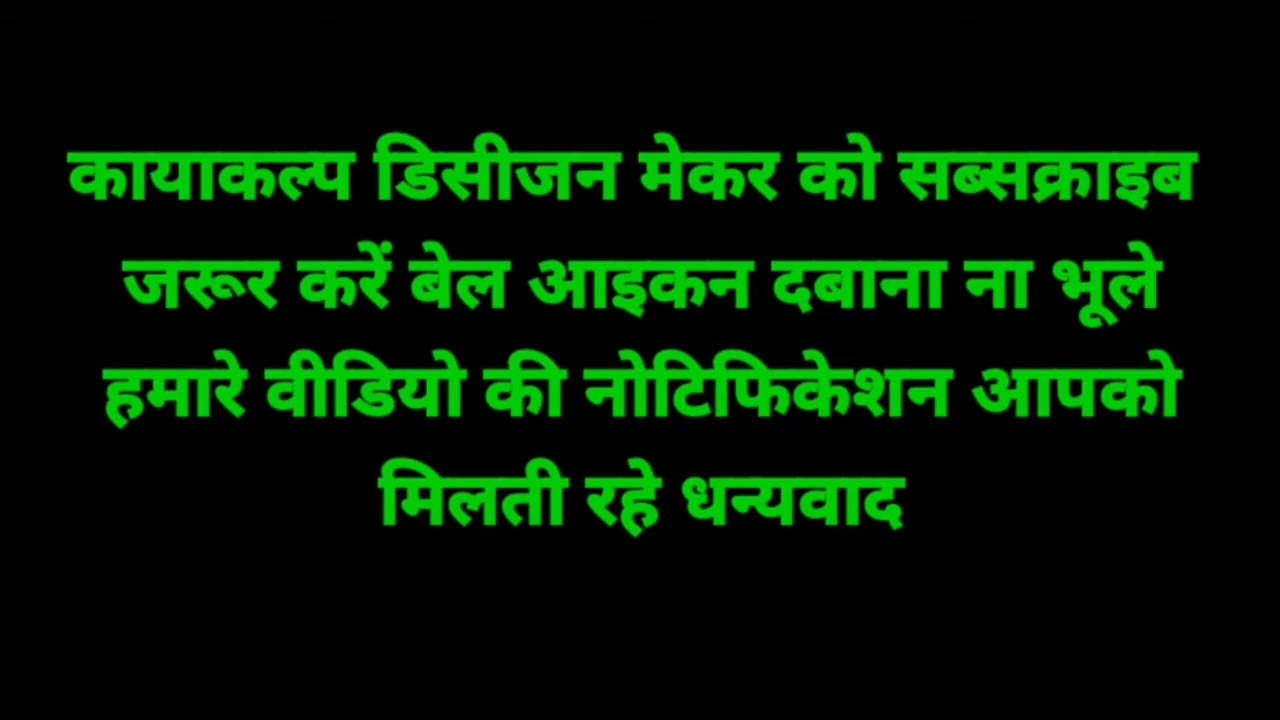 कायाकल्प डिसीजन मेकर को सब्सक्राइब
जरूर करें बेल आइकन दबाना ना भूले
हमारे वीडियो की नोटिफिकेशन आपको
मिलती रहे धन्यवाद